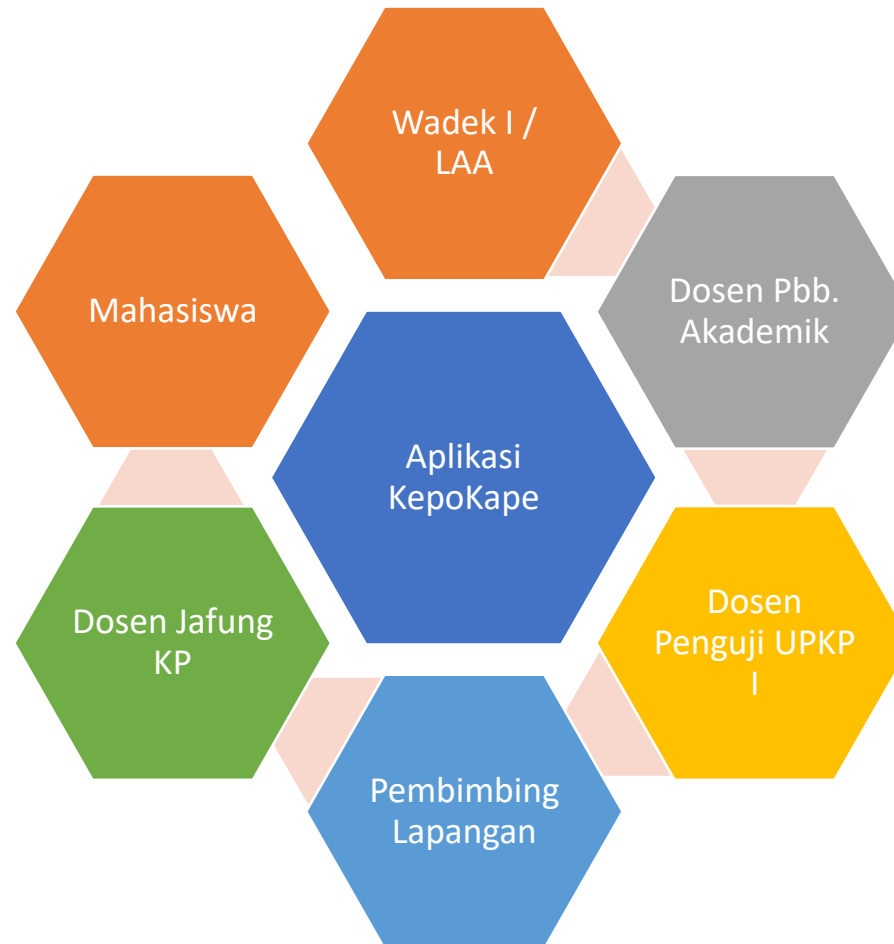 Wadek I /
LAA
Mahasiswa
Dosen Pbb.
Akademik
Aplikasi
KepoKape
Dosen Jafung
KP
Dosen
Penguji UPKP
I
Pembimbing
Lapangan